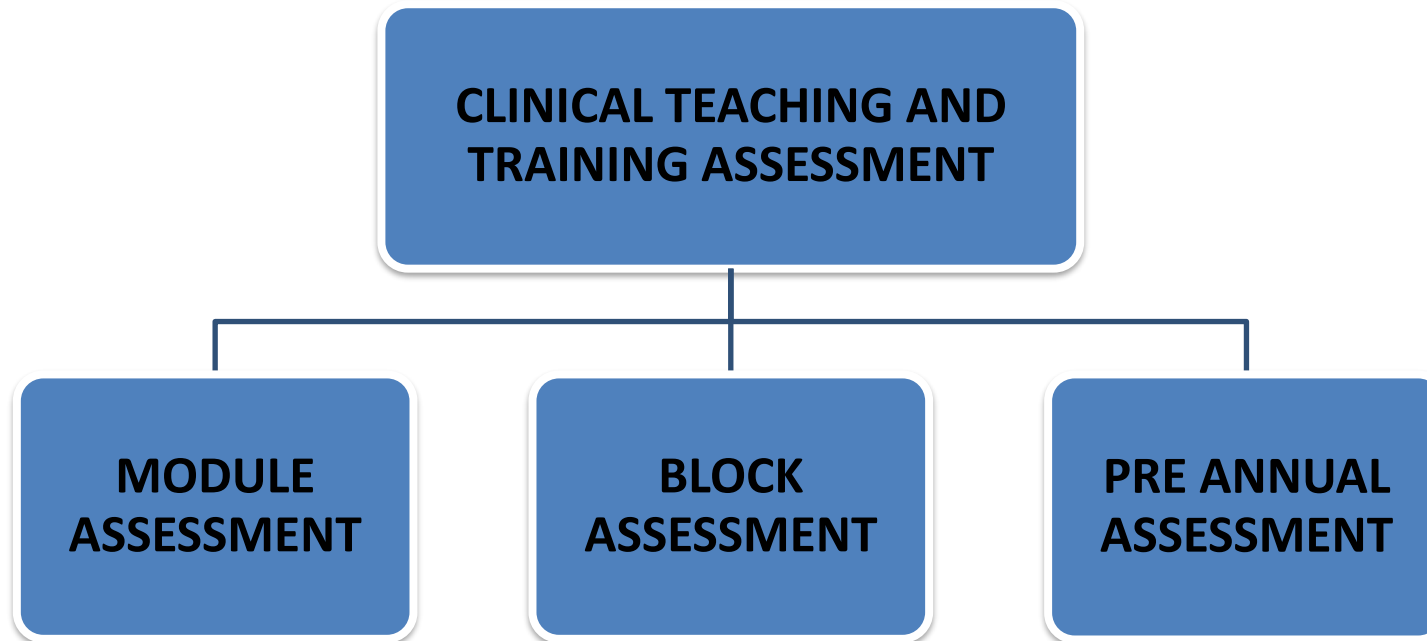 CLINICAL TEACHING AND
TRAINING ASSESSMENT
MODULE
ASSESSMENT
BLOCK
ASSESSMENT
PRE ANNUAL
ASSESSMENT